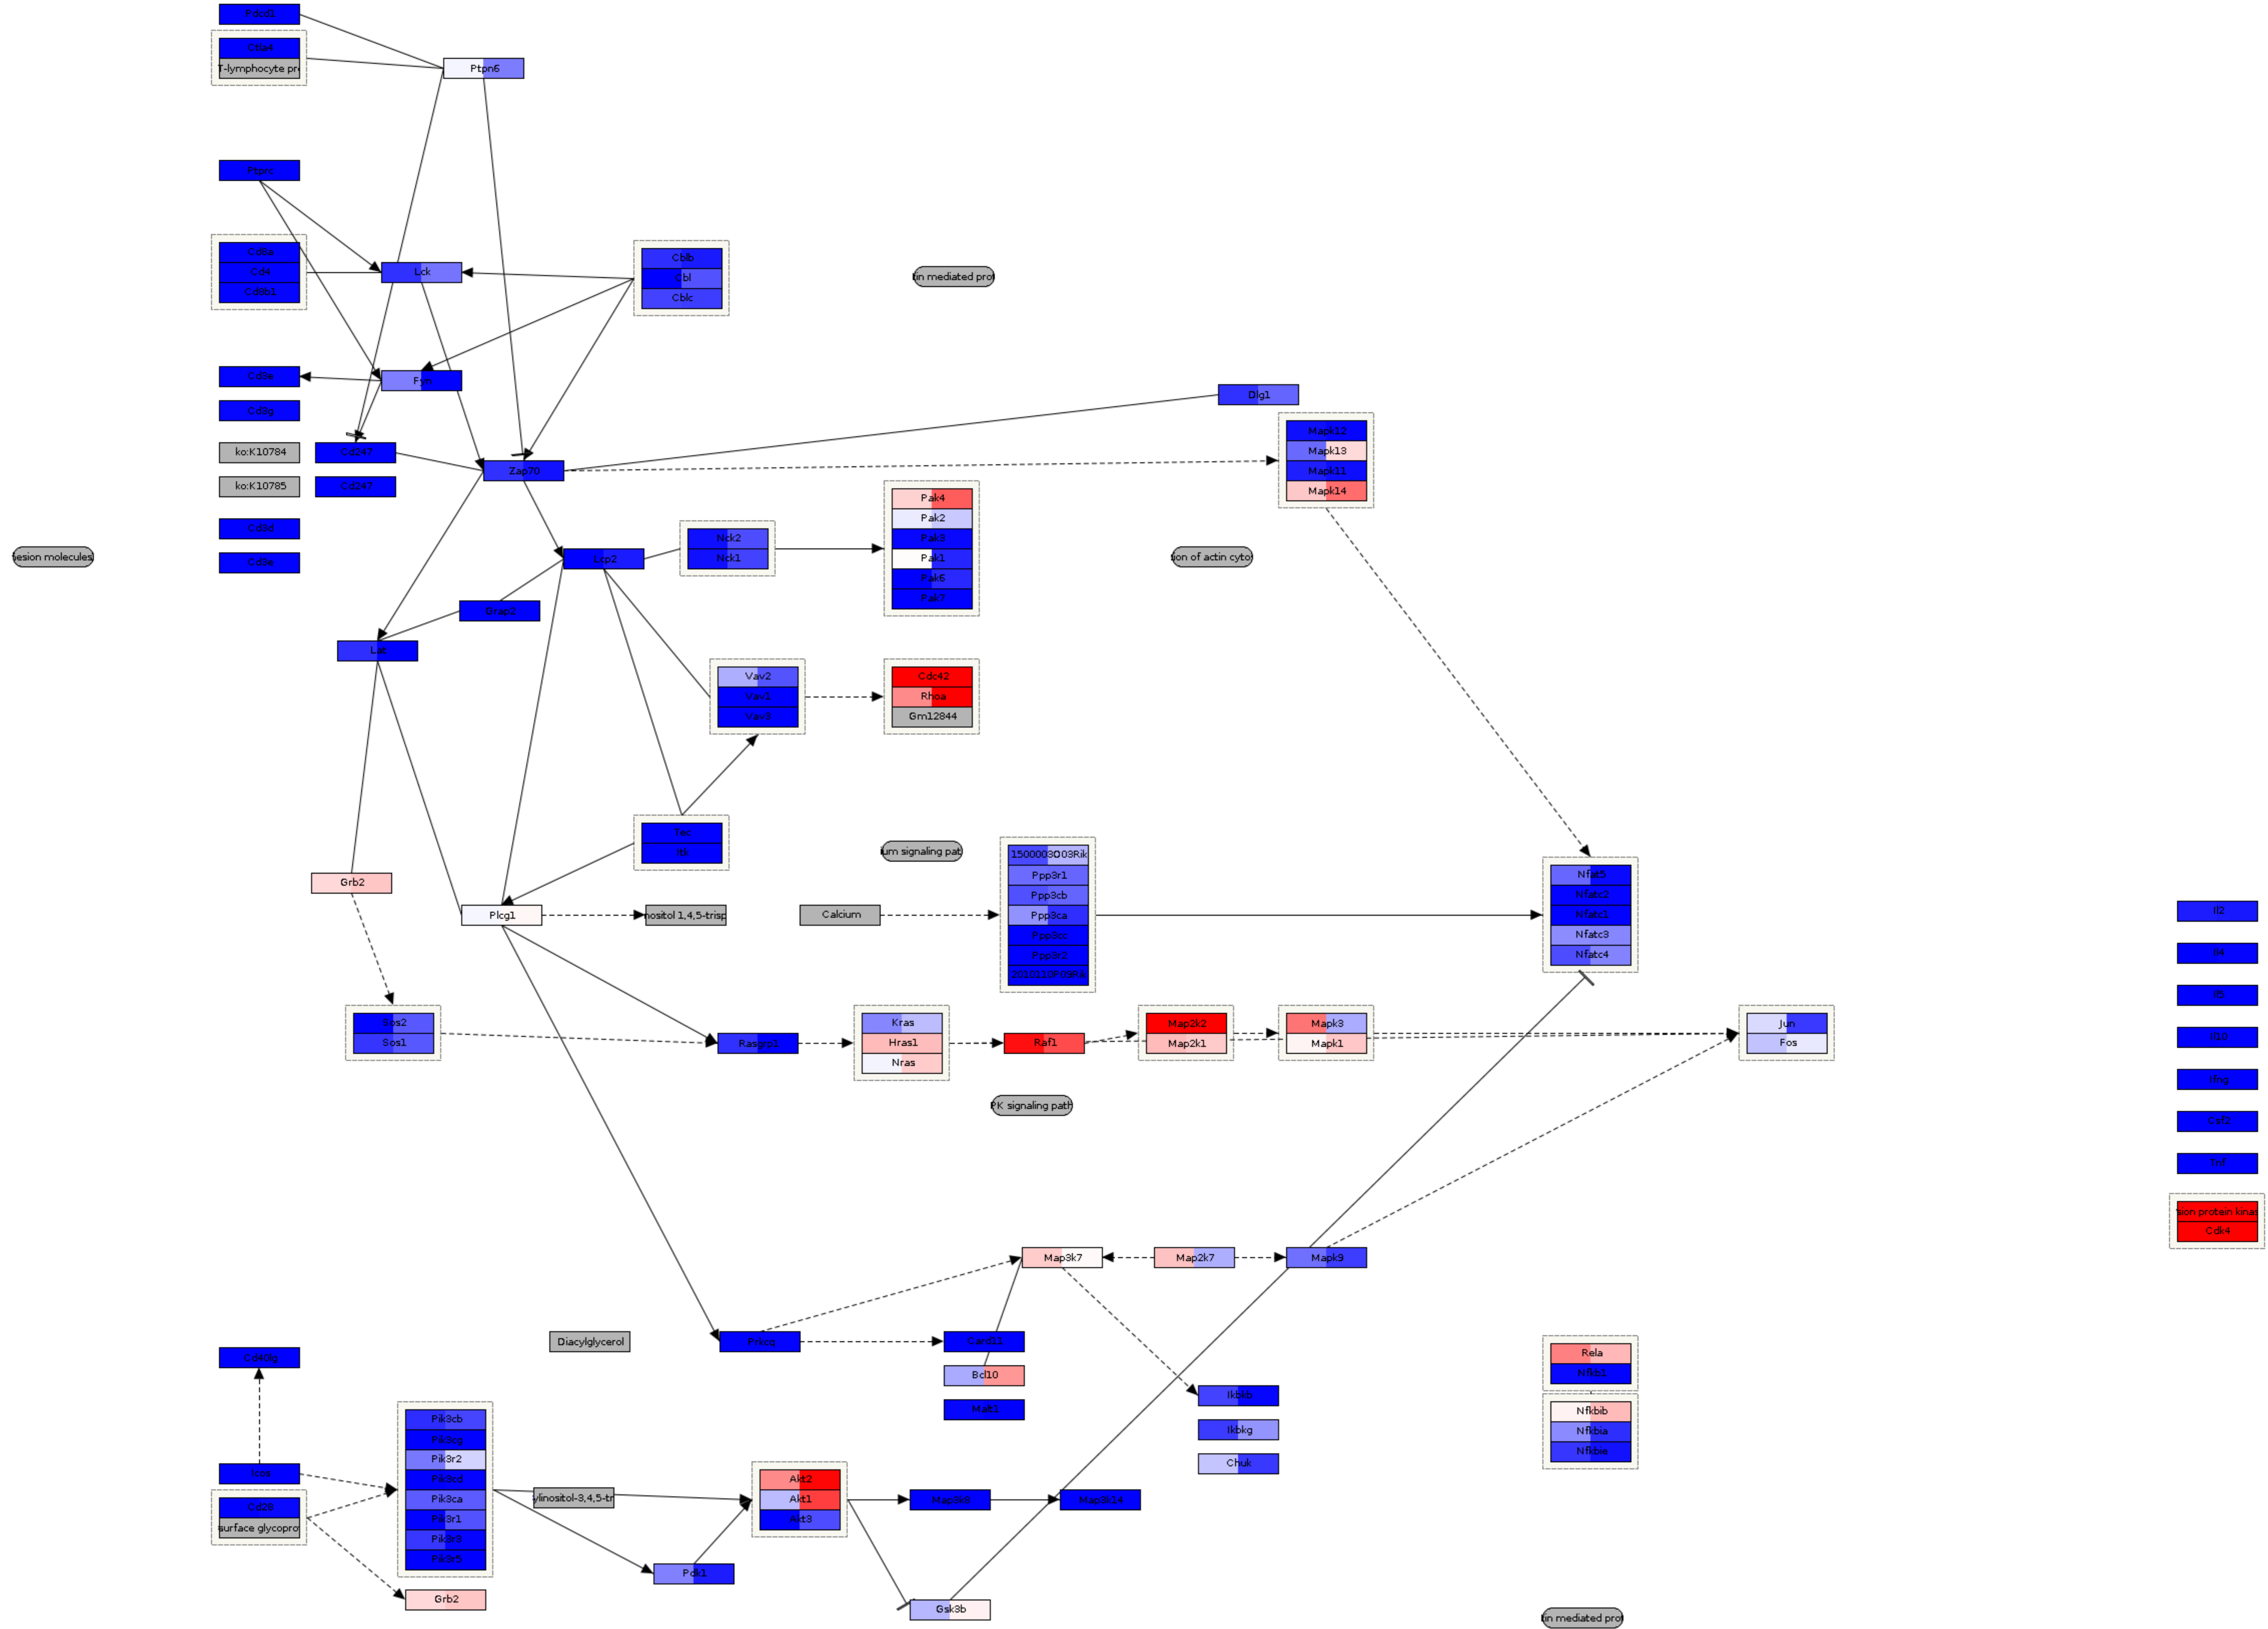 Pdcd1
Ctla4
T-lymphocyte pr
Ptpn6
Ptprc
Cd8a
Cd4
Cd8b1
Lck
Cblb
Cbl
Cblc
tin mediated prot
Cd3e
Fyn
Cd3g
Dlg1
ko:K10784
Cd247
Zap70
Mapk12
Mapk13
Mapk11
Mapk14
ko:K10785
Cd247
Pak4
Pak2
Pak3
Pak1
Pak6
Pak7
Cd3d
Cd3e
Nck2
Nck1
Lcp2
esion molecules
ion of actin cyto
Grap2
Lat
Vav2
Vav1
Vav3
Cdc42
Rhoa
Gm12844
Tec
Itk
ium signaling pat
1500003O03Rik
Ppp3r1
Ppp3cb
Ppp3ca
Ppp3cc
Ppp3r2
2010110P09Rik
Nfat5
Nfatc2
Nfatc1
Nfatc3
Nfatc4
Grb2
Plcg1
nositol 1,4,5-trisp
Calcium
Il2
Il4
Il5
Il10
Ifng
Csf2
Tnf
Sos2
Sos1
Rasgrp1
Kras
Hras1
Nras
Raf1
Map2k2
Map2k1
Mapk3
Mapk1
Jun
Fos
PK signaling path
sion protein kinas
Cdk4
Map3k7
Map2k7
Mapk9
Diacylglycerol
Prkcq
Card11
Bcl10
Malt1
Cd40lg
Ikbkb
Ikbkg
Chuk
Rela
Nfkb1
Nfkbib
Nfkbia
Nfkbie
Icos
Cd28
surface glycopro
Pik3cb
Pik3cg
Pik3r2
Pik3cd
Pik3ca
Pik3r1
Pik3r3
Pik3r5
ylinositol-3,4,5-tr
Akt2
Akt1
Akt3
Map3k8
Map3k14
Pdk1
Grb2
Gsk3b
tin mediated prot